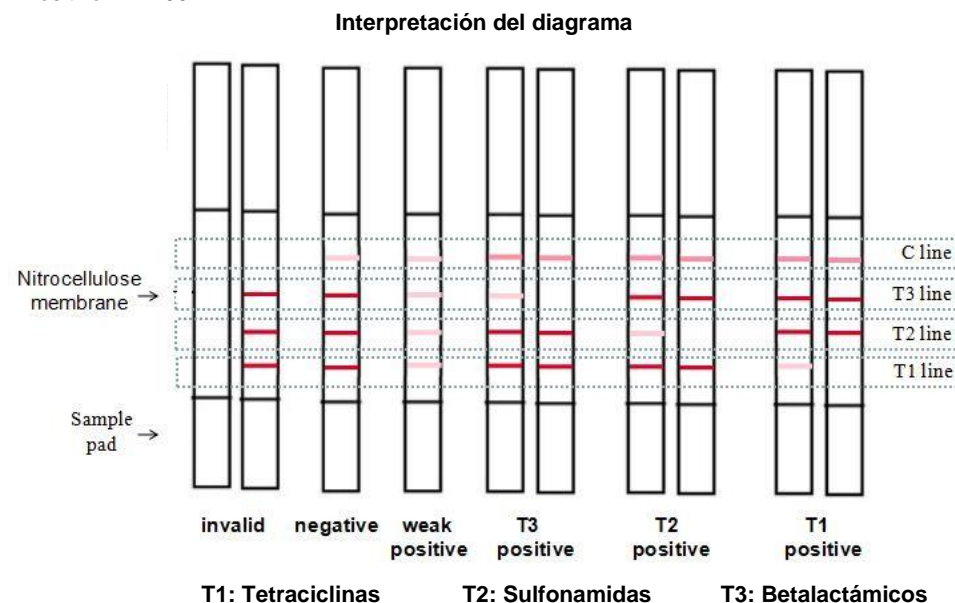 Interpretación del diagrama
C line
Nitrocellulose
membrane →
T3 line
T2 line
T1 line
Sample
pad →
invalid negative weak positive T3 positive T2 positive T1 positive
T1: Tetraciclinas T2: Sulfonamidas T3: Betalactámicos